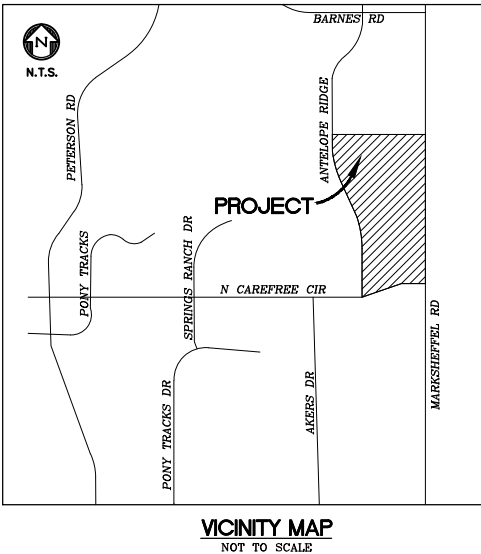 BARNES RD
N
N.T.S.
PETERSON RD
ANTELOPE RIDGE
PROJECT
PONY TRACKS
SPRINGS RANCH DR
N CAREFREE CIR
MARKSHEFFEL RD
PONY TRACKS DR
AKERS DR
VICINITY MAP
NOT TO SCALE